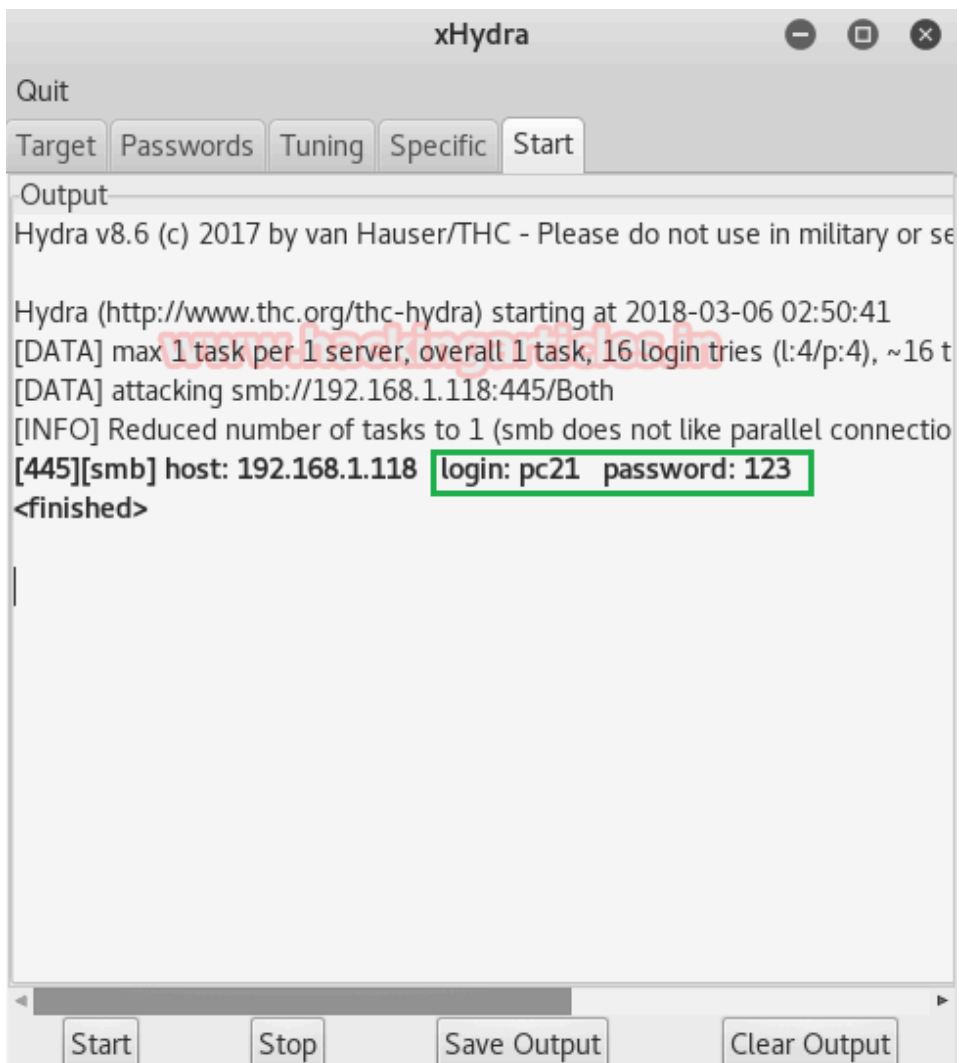 xHydra
Quit
Target Passwords Tuning Specific Start
Output
Hydra v8.6 (c) 2017 by van Hauser/THC - Please do not use in military or se
Hydra (http://www.thc.org/thc-hydra) starting at 2018-03-06 02:50:41
www.hackingarticles.in
[DATA] max 1 task per 1 server, overall 1 task, 16 login tries (l:4/p:4), ~16 t
[DATA] attacking smb://192.168.1.118:445/Both
[INFO] Reduced number of tasks to 1 (smb does not like parallel connectio
[445][smb] host: 192.168.1.118 login: pc21 password: 123
<finished>
Start Stop Save Output Clear Output